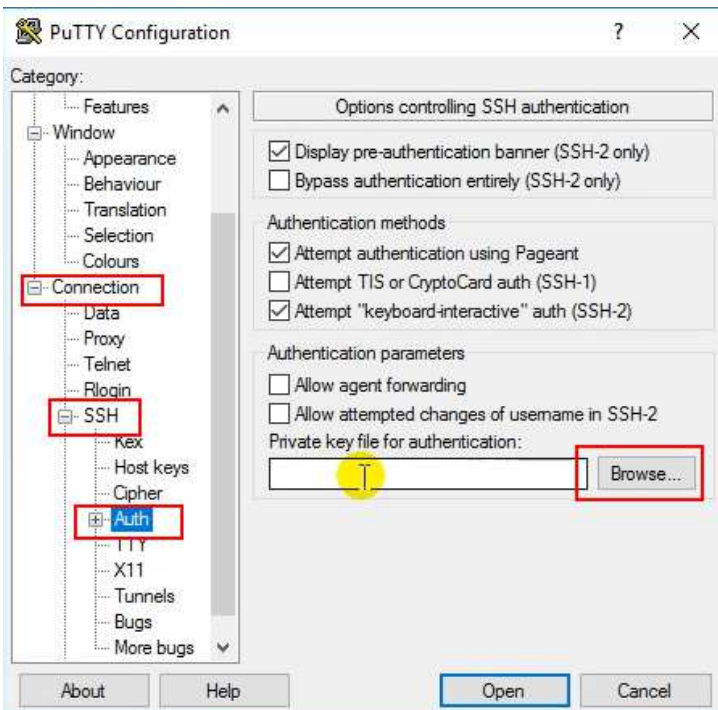 PuTTY Configuration
?
Category:
Features
Window
Appearance
Behaviour
Translation
Selection
Colours
Connection
Data
Proxy
Telnet
Rlogin
SSH
Kex
Host keys
Cipher
Auth
TTY
X11
Tunnels
Bugs
More bugs
Options controlling SSH authentication
Display pre-authentication banner (SSH-2 only)
Bypass authentication entirely (SSH-2 only)
Authentication methods
Attempt authentication using Pageant
Attempt TIS or CryptoCard auth (SSH-1)
Attempt "keyboard-interactive" auth (SSH-2)
Authentication parameters
Allow agent forwarding
Allow attempted changes of username in SSH-2
Private key file for authentication:
Browse...
About
Help
Open
Cancel